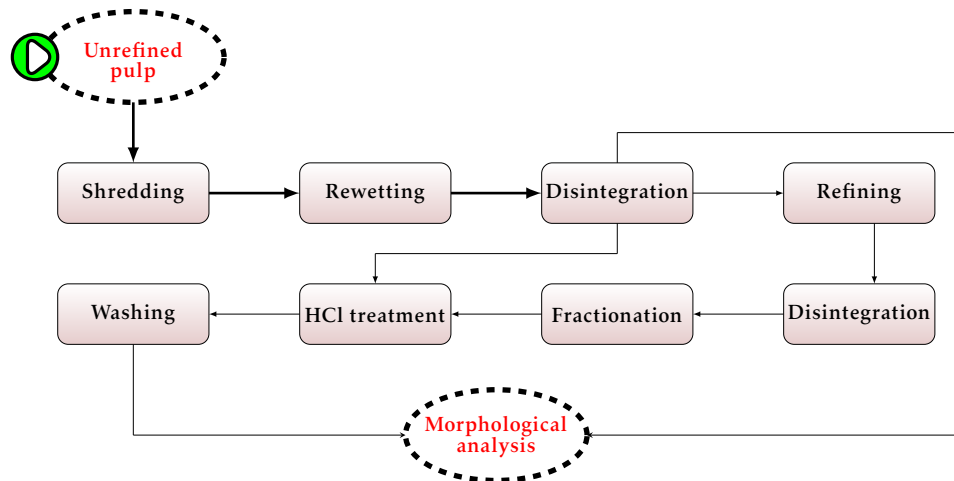 Unrefined
pulp
Shredding
Rewetting
Disintegration
Refining
Washing
HCl treatment
Fractionation
Disintegration
Morphological
analysis